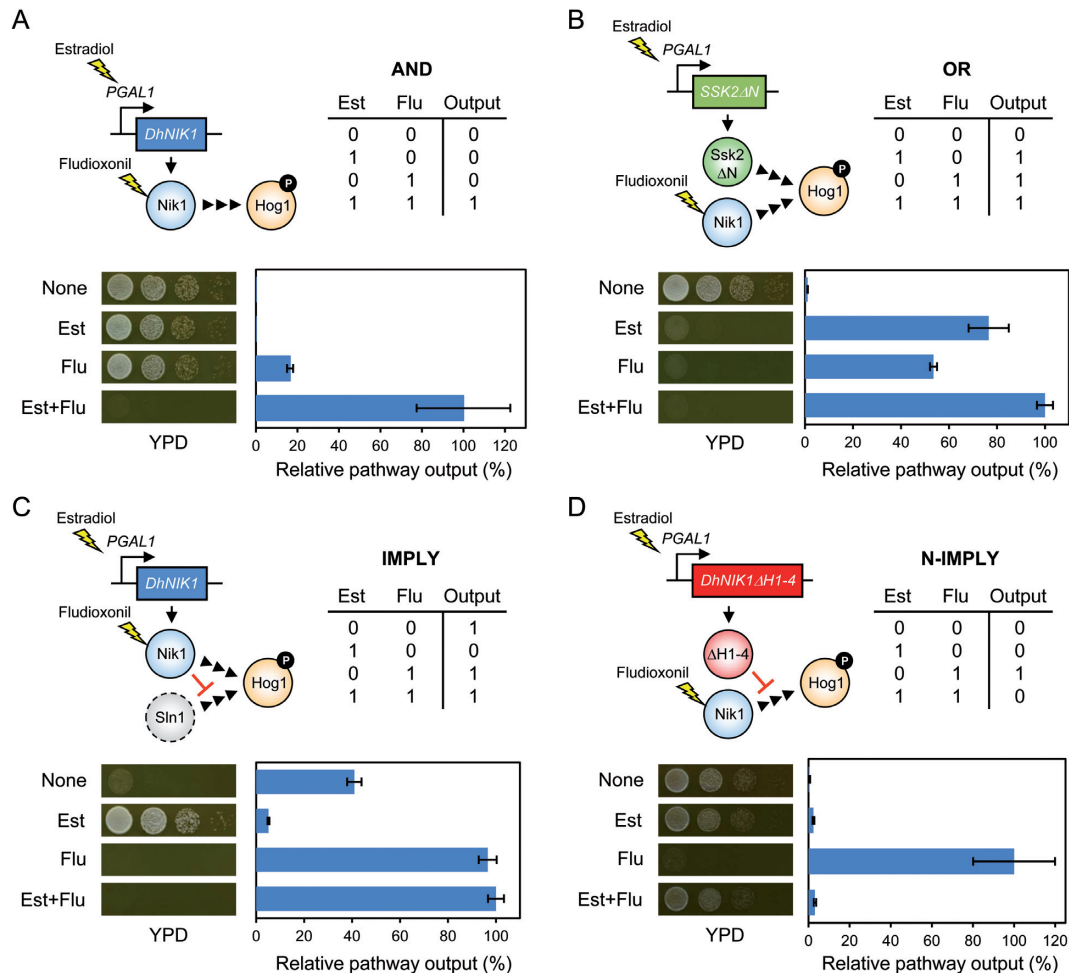 A
Estradiol
PGAL1
DhNIK1
Fludioxonil
Nik1
Hog1
P
AND
Est Flu Output
0 0 0
1 0 0
0 1 0
1 1 1
None
Est
Flu
Est+Flu
YPD
0 20 40 60 80 100 120
Relative pathway output (%)
B
Estradiol
PGAL1
SSK2ΔN
Ssk2
ΔN
Fludioxonil
Nik1
Hog1
P
OR
Est Flu Output
0 0 0
1 0 1
0 1 1
1 1 1
None
Est
Flu
Est+Flu
YPD
0 20 40 60 80 100
Relative pathway output (%)
C
Estradiol
PGAL1
DhNIK1
Fludioxonil
Nik1
Sln1
Hog1
P
IMPLY
Est Flu Output
0 0 1
1 0 0
0 1 1
1 1 1
None
Est
Flu
Est+Flu
YPD
0 20 40 60 80 100
Relative pathway output (%)
D
Estradiol
PGAL1
DhNIK1ΔH1-4
ΔH1-4
Fludioxonil
Nik1
Hog1
P
N-IMPLY
Est Flu Output
0 0 0
1 0 0
0 1 1
1 1 0
None
Est
Flu
Est+Flu
YPD
0 20 40 60 80 100 120
Relative pathway output (%)